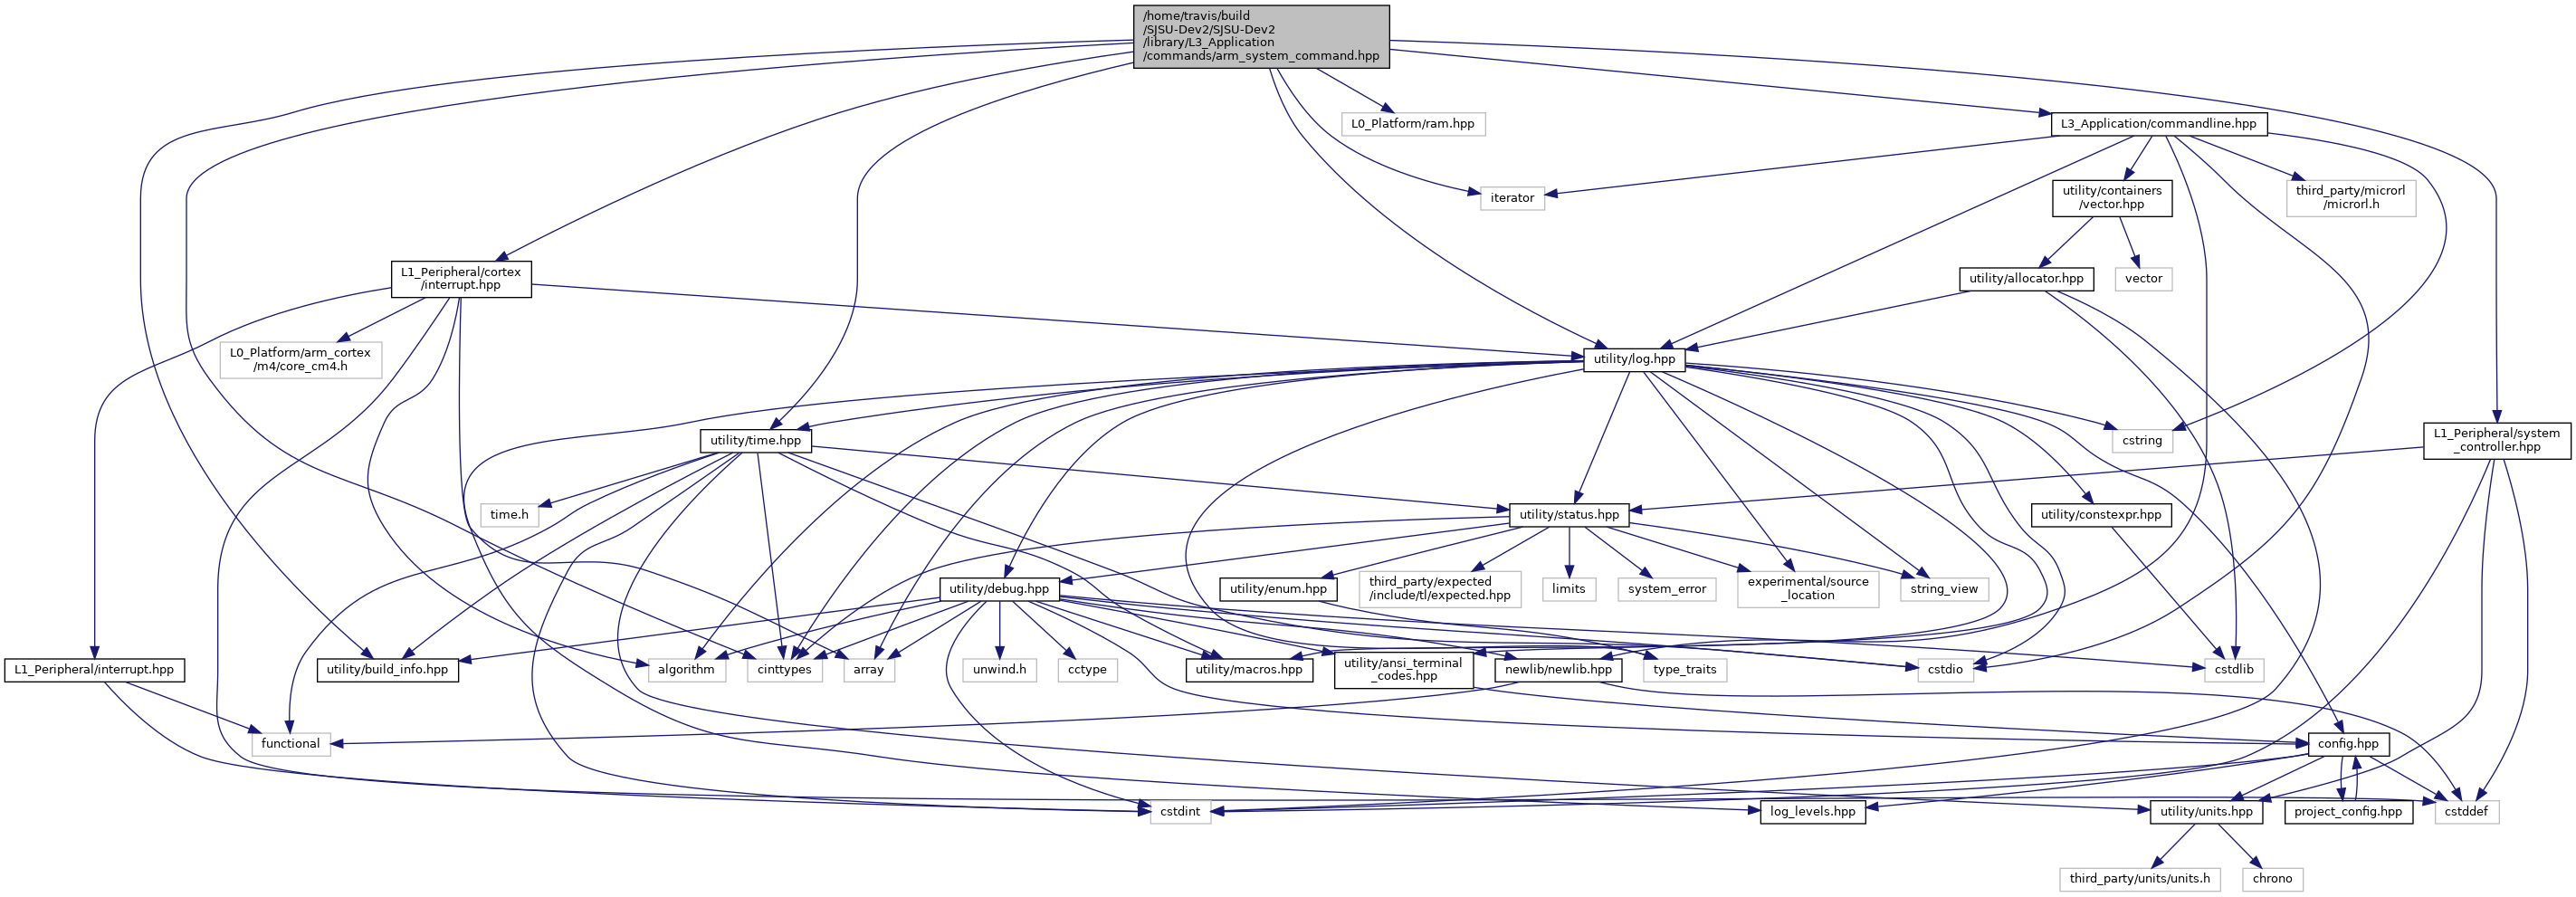 /home/travis/build
/SJSU-Dev2/SJSU-Dev2
/library/L3_Application
/commands/arm_system_command.hpp
L0_Platform/ram.hpp
L3_Application/commandline.hpp
iterator
utility/containers
/vector.hpp
third_party/microrl
/microrl.h
L1_Peripheral/cortex
/interrupt.hpp
utility/allocator.hpp
vector
L0_Platform/arm_cortex
/m4/core_cm4.h
utility/log.hpp
utility/time.hpp
cstring
L1_Peripheral/system
_controller.hpp
time.h
utility/status.hpp
utility/constexpr.hpp
utility/debug.hpp
utility/enum.hpp
third_party/expected
/include/tl/expected.hpp
limits
system_error
experimental/source
_location
string_view
L1_Peripheral/interrupt.hpp
utility/build_info.hpp
algorithm
cinttypes
array
unwind.h
cctype
utility/macros.hpp
utility/ansi_terminal
_codes.hpp
newlib/newlib.hpp
type_traits
cstdio
cstdlib
functional
config.hpp
cstdint
log_levels.hpp
utility/units.hpp
project_config.hpp
cstddef
third_party/units/units.h
chrono